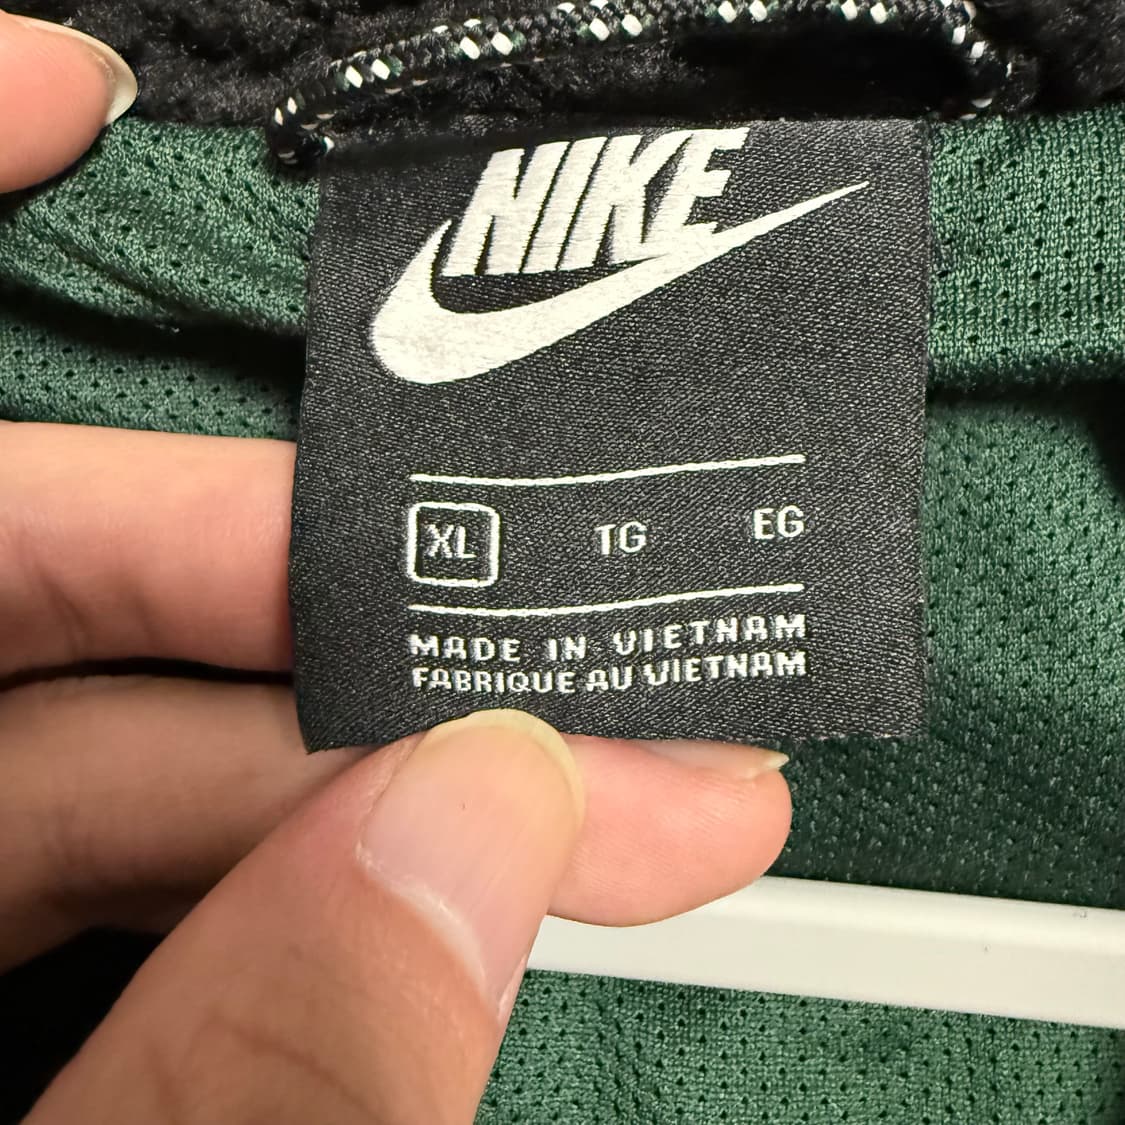 NIKE
XL TG EG
MADE IN VIETNAM
FABRIQUE AU VIETNAM